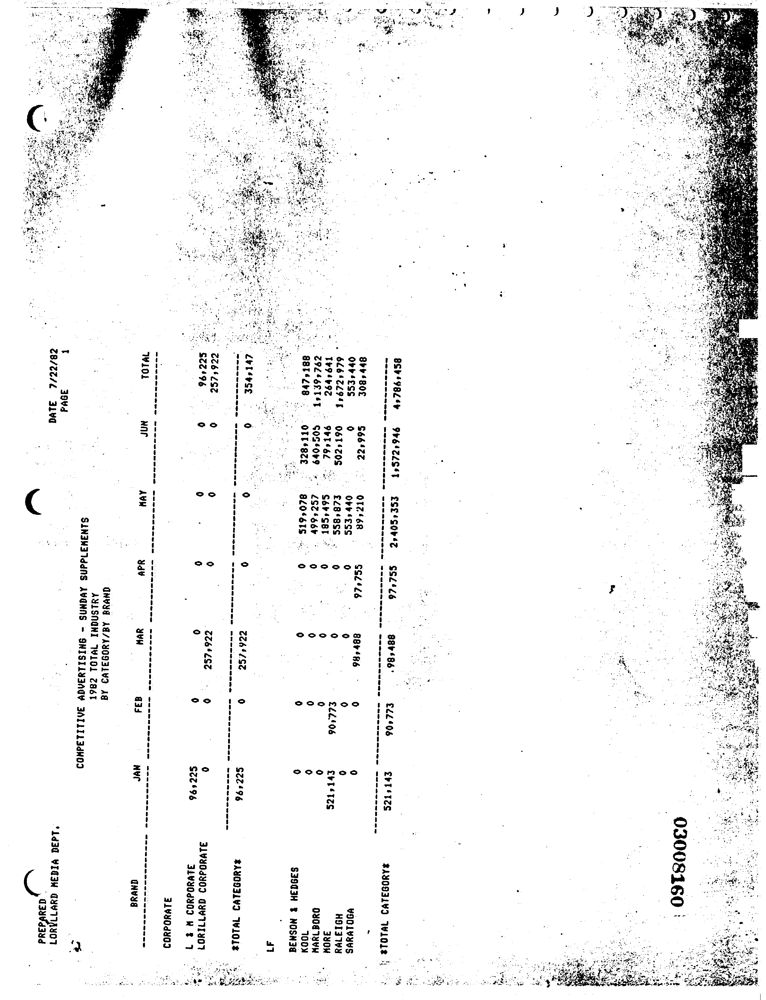 PREPARED
LORILLARD MEDIA DEPT.
DATE 7/22/82
PAGE 1
COMPETITIVE ADVERTISING - SUNDAY SUPPLEMENTS
1982 TOTAL INDUSTRY
BY CATEGORY/BY BRAND
BRAND JAN FEB MAR APR MAY JUN TOTAL
CORPORATE
L & M CORPORATE 96,225 0 0 0 0 0 96,225
LORILLARD CORPORATE 0 0 257,922 0 0 0 257,922
*TOTAL CATEGORY* 96,225 0 257,922 0 0 0 354,147
LF
BENSON & HEDGES 0 0 0 0 519,078 328,110 847,188
KOOL 0 0 0 0 499,257 640,505 1,139,762
MARLBORO 0 0 0 0 185,495 79,146 264,641
MORE 521,143 90,773 0 0 558,873 502,190 1,672,979
RALEIGH 0 0 0 0 553,440 0 553,440
SARATOGA 0 0 98,488 97,755 89,210 22,995 308,448
*TOTAL CATEGORY* 521,143 90,773 98,488 97,755 2,405,353 1,572,946 4,786,458
03008160